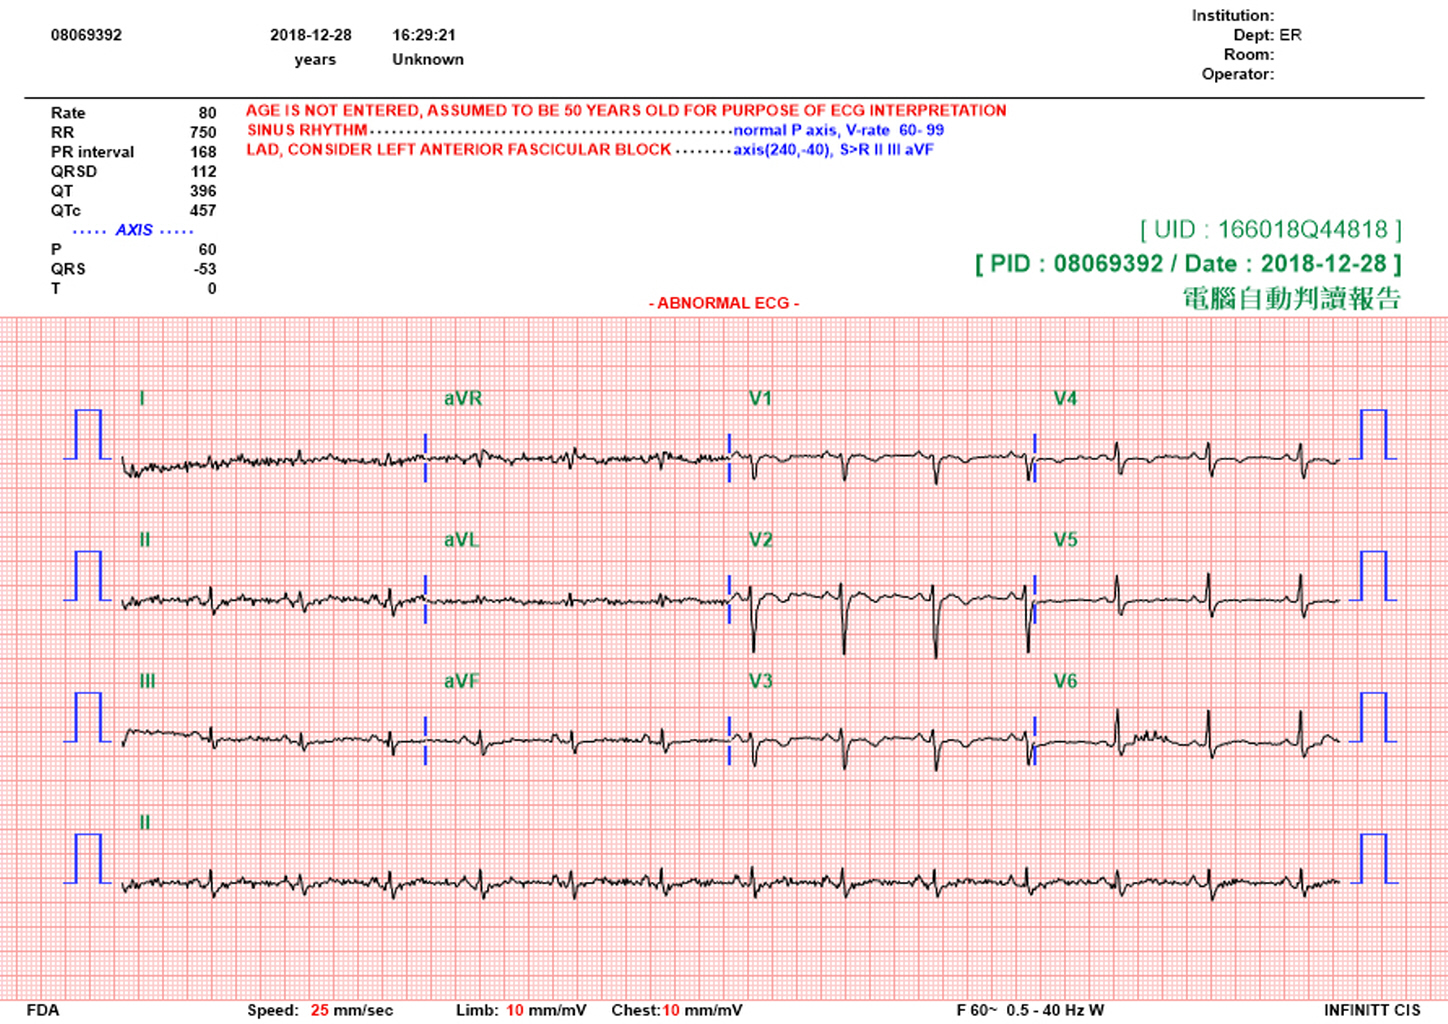 Institution:
08069392 2018-12-28 16:29:21 Dept: ER
years Unknown Room:
Operator:
Rate 80 AGE IS NOT ENTERED, ASSUMED TO BE 50 YEARS OLD FOR PURPOSE OF ECG INTERPRETATION
RR 750 SINUS RHYTHM..........................................normal P axis, V-rate 60- 99
PR interval 168 LAD, CONSIDER LEFT ANTERIOR FASCICULAR BLOCK ........axis(240,-40), S>R II III aVF
QRSD 112
QT 396
QTc 457
..... AXIS .....
P 60
QRS -53
T 0
[ UID : 166018Q44818 ]
[ PID : 08069392 / Date : 2018-12-28 ]
電腦自動判讀報告
- ABNORMAL ECG -
I aVR V1 V4
II aVL V2 V5
III aVF V3 V6
II
FDA Speed: 25 mm/sec Limb: 10 mm/mV Chest:10 mm/mV F 60~ 0.5 - 40 Hz W INFINITT CIS